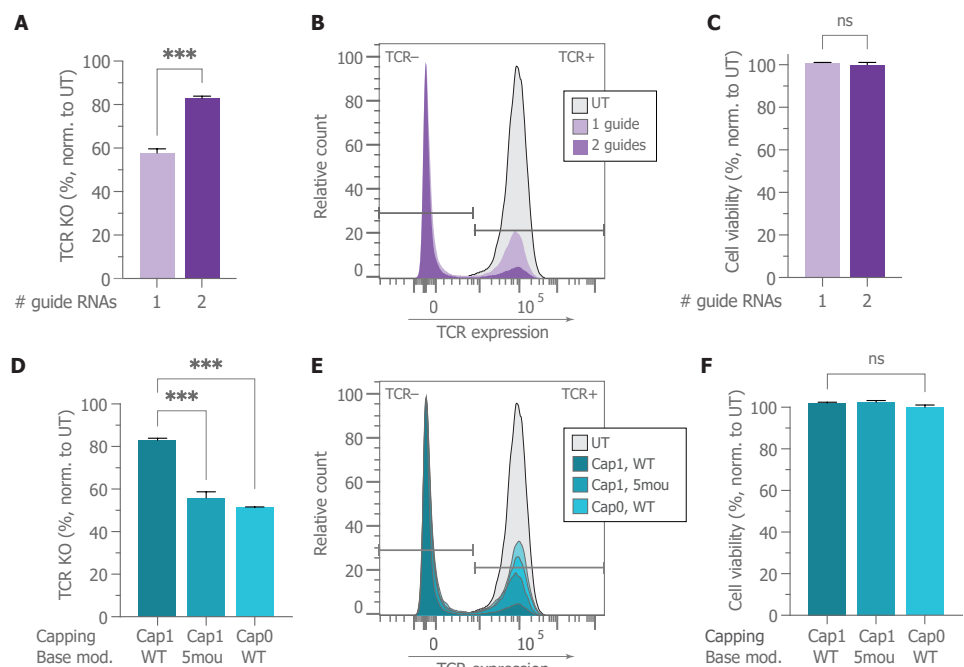 A
TCR KO (%, norm. to UT)
100
80
60
40
20
0
***
# guide RNAs
1
2
B
Relative count
100
80
60
40
20
0
TCR–
TCR+
UT
1 guide
2 guides
0
10 5
TCR expression
C
Cell viability (%, norm. to UT)
100
80
60
40
20
0
ns
# guide RNAs
1
2
D
TCR KO (%, norm. to UT)
100
80
60
40
20
0
***
***
Capping Cap1 Cap1 Cap0
Base mod. WT 5mou WT
E
Relative count
100
80
60
40
20
0
TCR–
TCR+
UT
Cap1, WT
Cap1, 5mou
Cap0, WT
0
10 5
TCR expression
F
Cell viability (%, norm. to UT)
100
80
60
40
20
0
ns
Capping Cap1 Cap1 Cap0
Base mod. WT 5mou WT